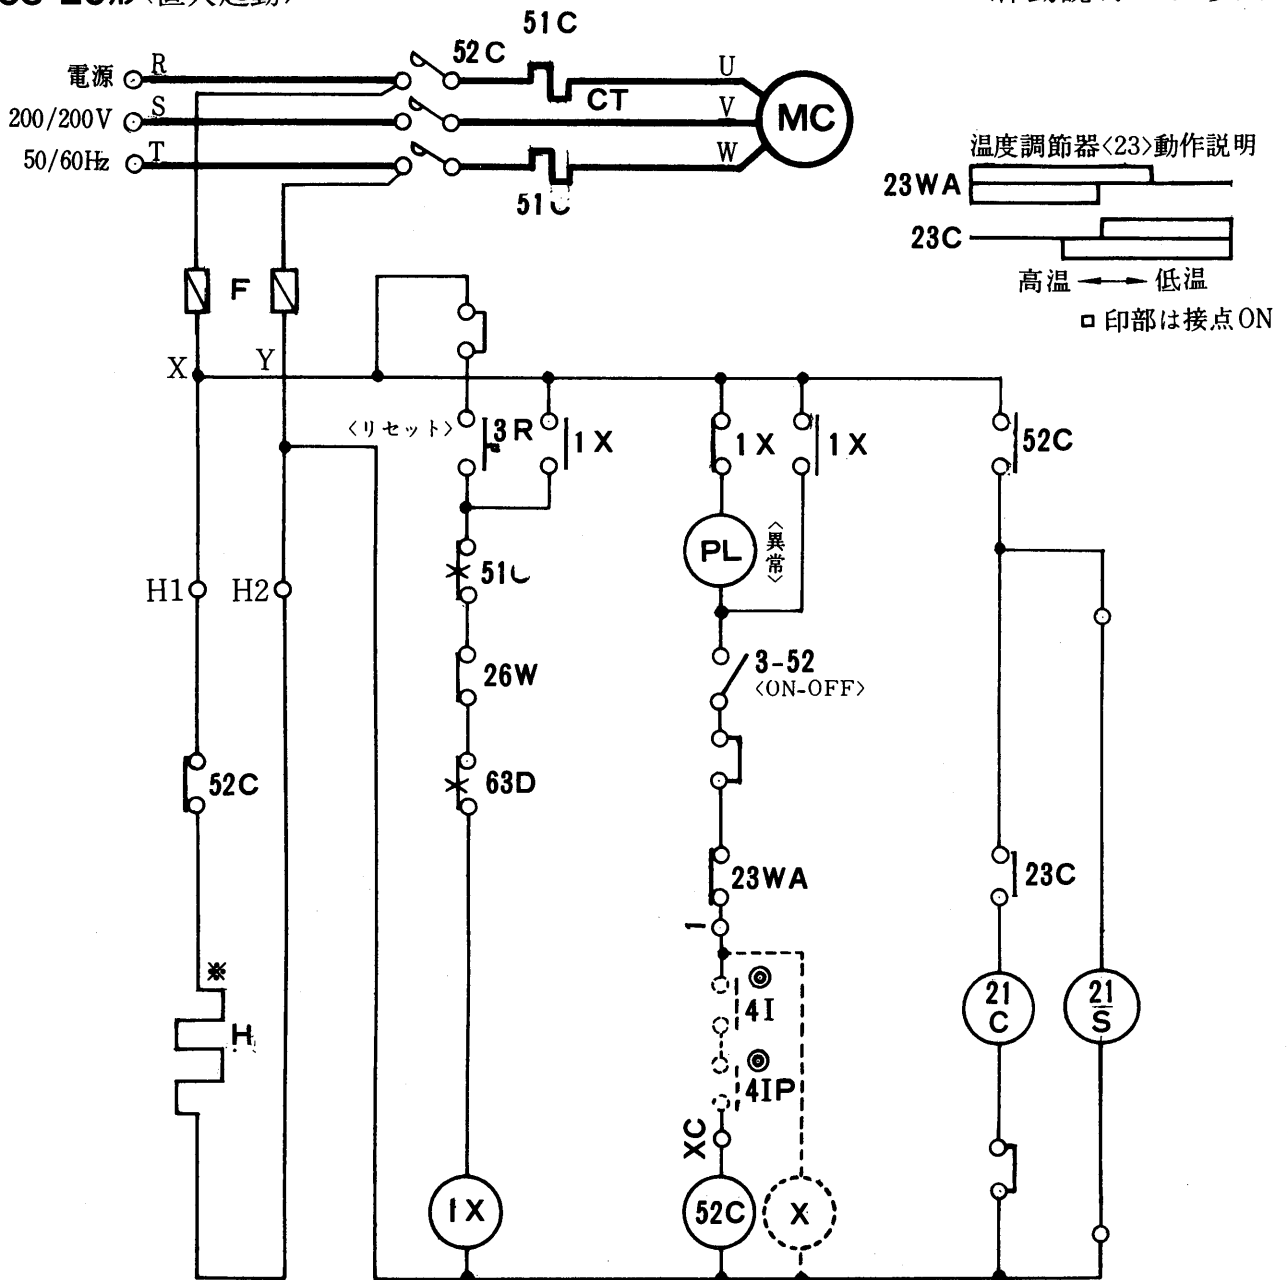 51C
52C
電源
R
U
200/200V
S
CT
V
MC
50/60Hz
T
W
51C
温度調節器<23>動作説明
23WA
23C
高温 ⟷ 低温
□ 印部は接点ON
F
X
Y
<リセット>
3R
1X
1X
1X
52C
PL
<異常>
51C
H1
H2
26W
3-52
<ON-OFF>
52C
63D
23WA
23C
1
※
H
◎
4I
◎
4IP
21
C
21
S
XC
1X
52C
X